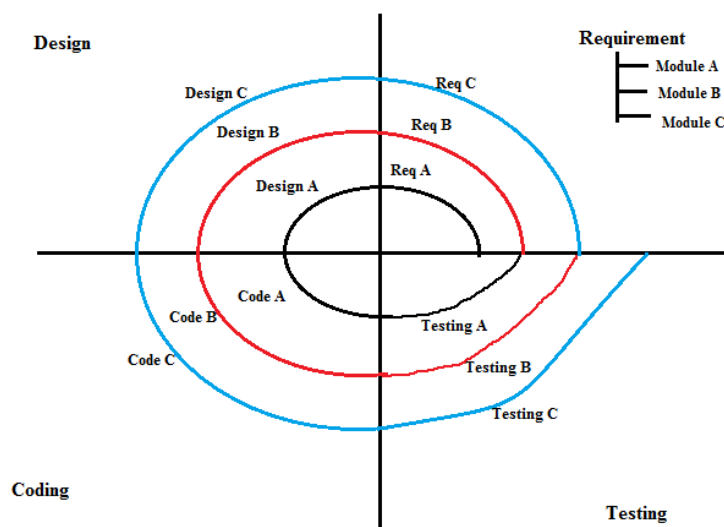 Design
Requirement
Module A
Module B
Module C
Design C
Req C
Design B
Req B
Design A
Req A
Code A
Code B
Testing A
Code C
Testing B
Testing C
Coding
Testing